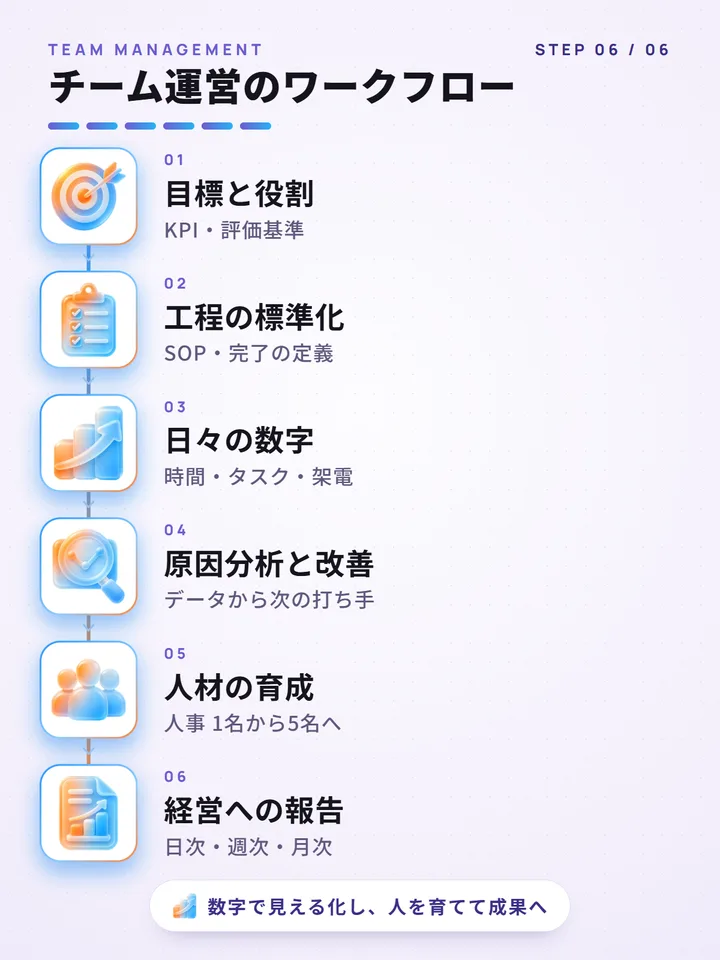 TEAM MANAGEMENT
STEP 06 / 06
チーム運営のワークフロー
01
目標と役割
KPI・評価基準
02
工程の標準化
SOP・完了の定義
03
日々の数字
時間・タスク・架電
04
原因分析と改善
データから次の打ち手
05
人材の育成
人事 1名から5名へ
06
経営への報告
日次・週次・月次
数字で見える化し、人を育てて成果へ